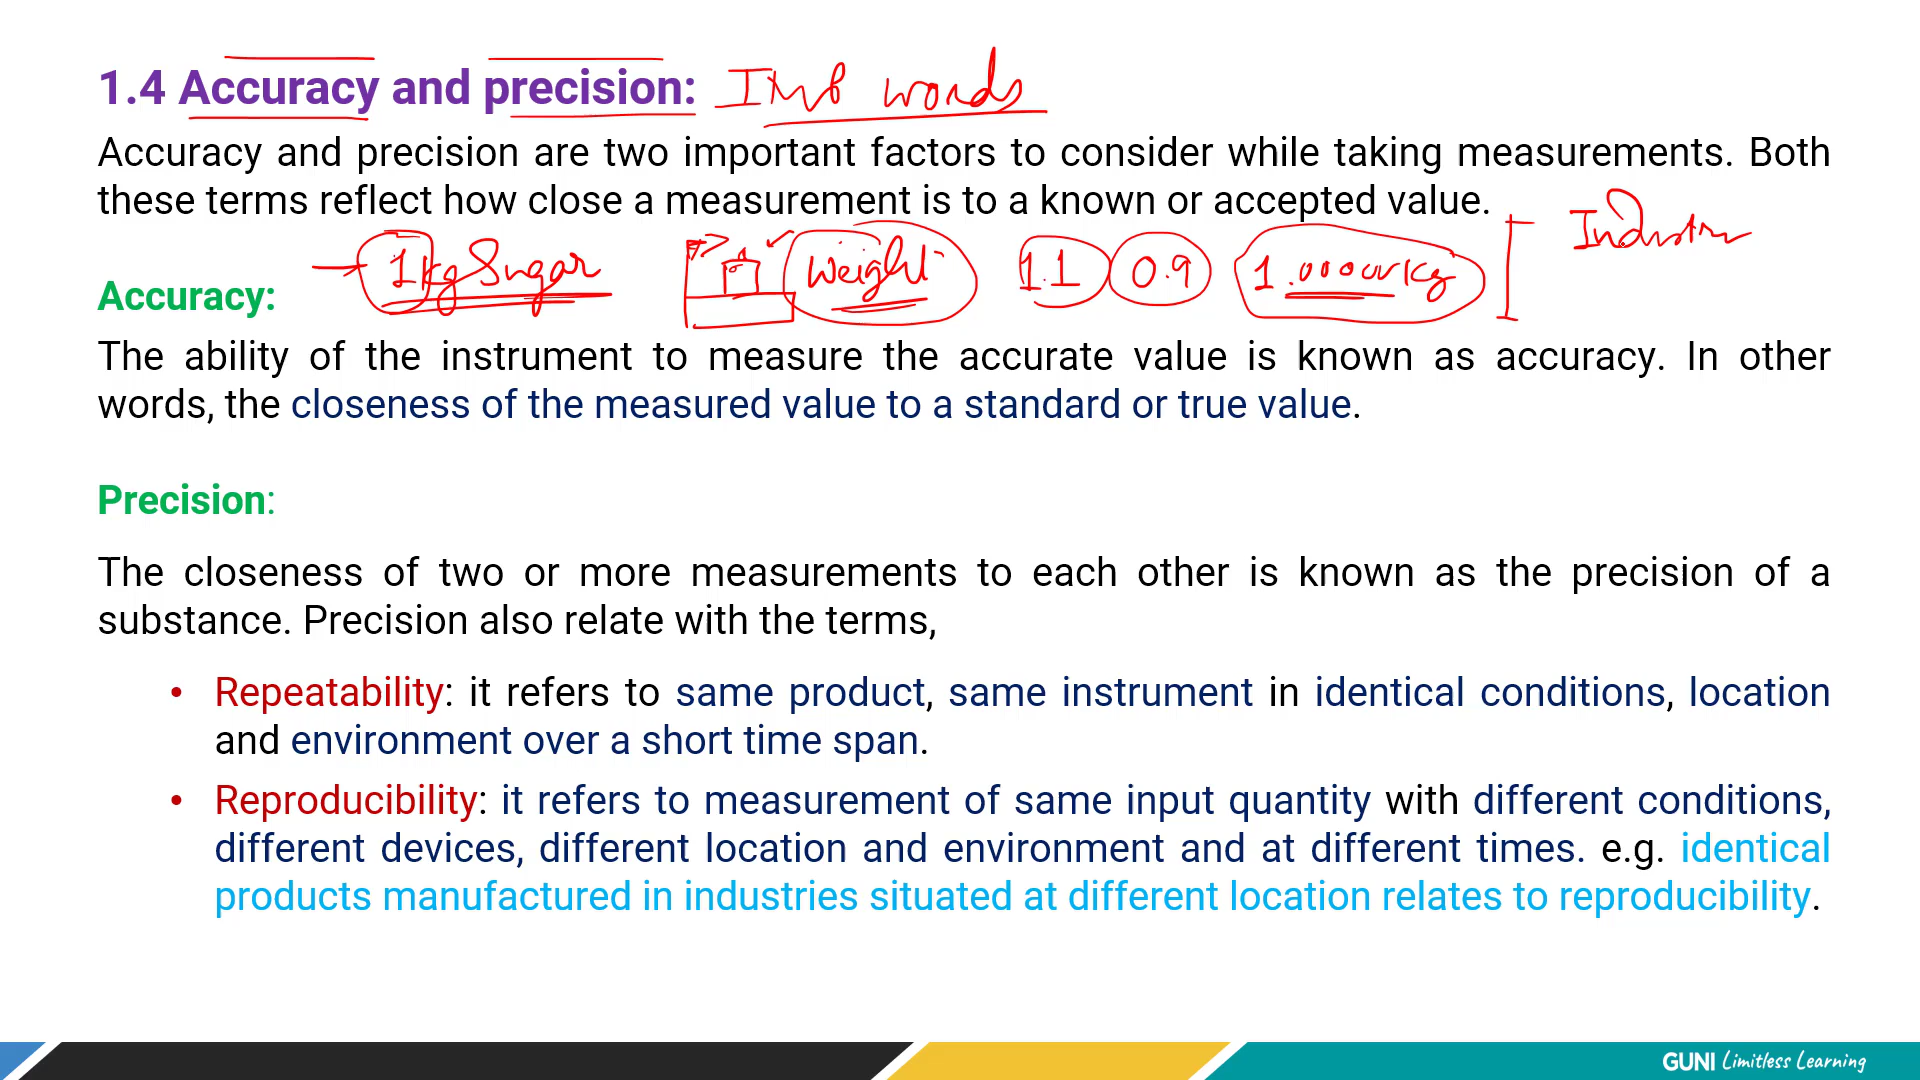 1.4 Accuracy and precision: Imp words
Accuracy and precision are two important factors to consider while taking measurements. Both
these terms reflect how close a measurement is to a known or accepted value.
Industry
1kg Sugar Weight 1.1 0.9 1.0000 kg
Accuracy:
The ability of the instrument to measure the accurate value is known as accuracy. In other
words, the closeness of the measured value to a standard or true value.
Precision:
The closeness of two or more measurements to each other is known as the precision of a
substance. Precision also relate with the terms,
• Repeatability: it refers to same product, same instrument in identical conditions, location
and environment over a short time span.
• Reproducibility: it refers to measurement of same input quantity with different conditions,
different devices, different location and environment and at different times. e.g. identical
products manufactured in industries situated at different location relates to reproducibility.
GUNI Limitless Learning